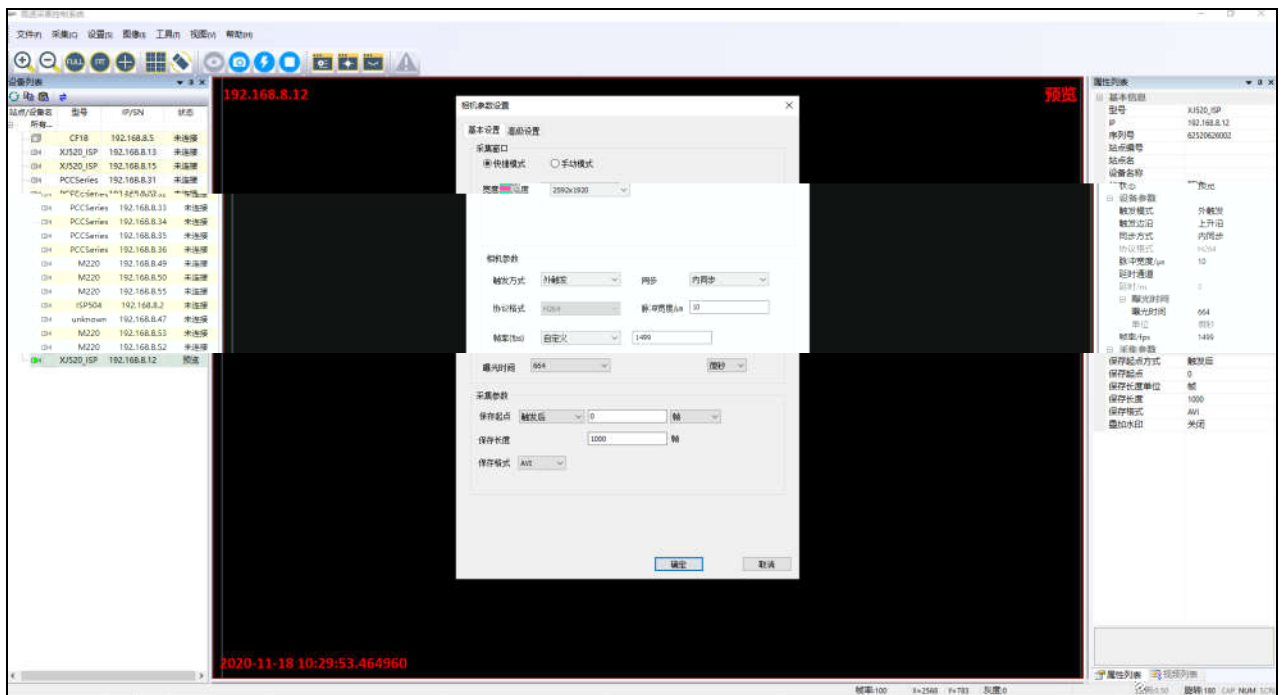 高速采集控制系统
文件(F) 采集(C) 设置(S) 图像(I) 工具(T) 视图(V) 帮助(H)
FULL FIT
设备列表
站点/设备名 型号 IP/SN 状态
所有...
CF18 192.168.8.5 未连接
XJ520_ISP 192.168.8.13 未连接
XJ520_ISP 192.168.8.15 未连接
PCCSeries 192.168.8.31 未连接
PCCSeries 192.168.8.33 未连接
PCCSeries 192.168.8.34 未连接
PCCSeries 192.168.8.35 未连接
PCCSeries 192.168.8.36 未连接
M220 192.168.8.49 未连接
M220 192.168.8.50 未连接
M220 192.168.8.55 未连接
ISP504 192.168.8.2 未连接
unknown 192.168.8.47 未连接
M220 192.168.8.53 未连接
M220 192.168.8.52 未连接
XJ520_ISP 192.168.8.12 预览
192.168.8.12
预览
2020-11-18 10:29:53.464960
相机参数设置
基本设置 高级设置
采集窗口
快捷模式 手动模式
宽度 高度 2592x1920
相机参数
触发方式 外触发 同步 内同步
协议格式 H264 脉冲宽度/us 10
帧率(fps) 自定义 1499
曝光时间 664 微秒
采集参数
保存起点 触发后 0 帧
保存长度 1000 帧
保存格式 AVI
确定 取消
属性列表
基本信息
型号 XJ520_ISP
IP 192.168.8.12
序列号 62520626002
站点编号
站点名
设备名称
状态 预览
设备参数
触发模式 外触发
触发边沿 上升沿
同步方式 内同步
协议格式 H264
脉冲宽度/μs 10
延时通道
延时/ns 0
曝光时间
曝光时间 664
单位 微秒
帧率/fps 1499
采集参数
保存起点方式 触发后
保存起点 0
保存长度单位 帧
保存长度 1000
保存格式 AVI
叠加水印 关闭
属性列表 视频列表
帧率:100 X=2568 Y=783 灰度:0 旋转:180 CAP NUM